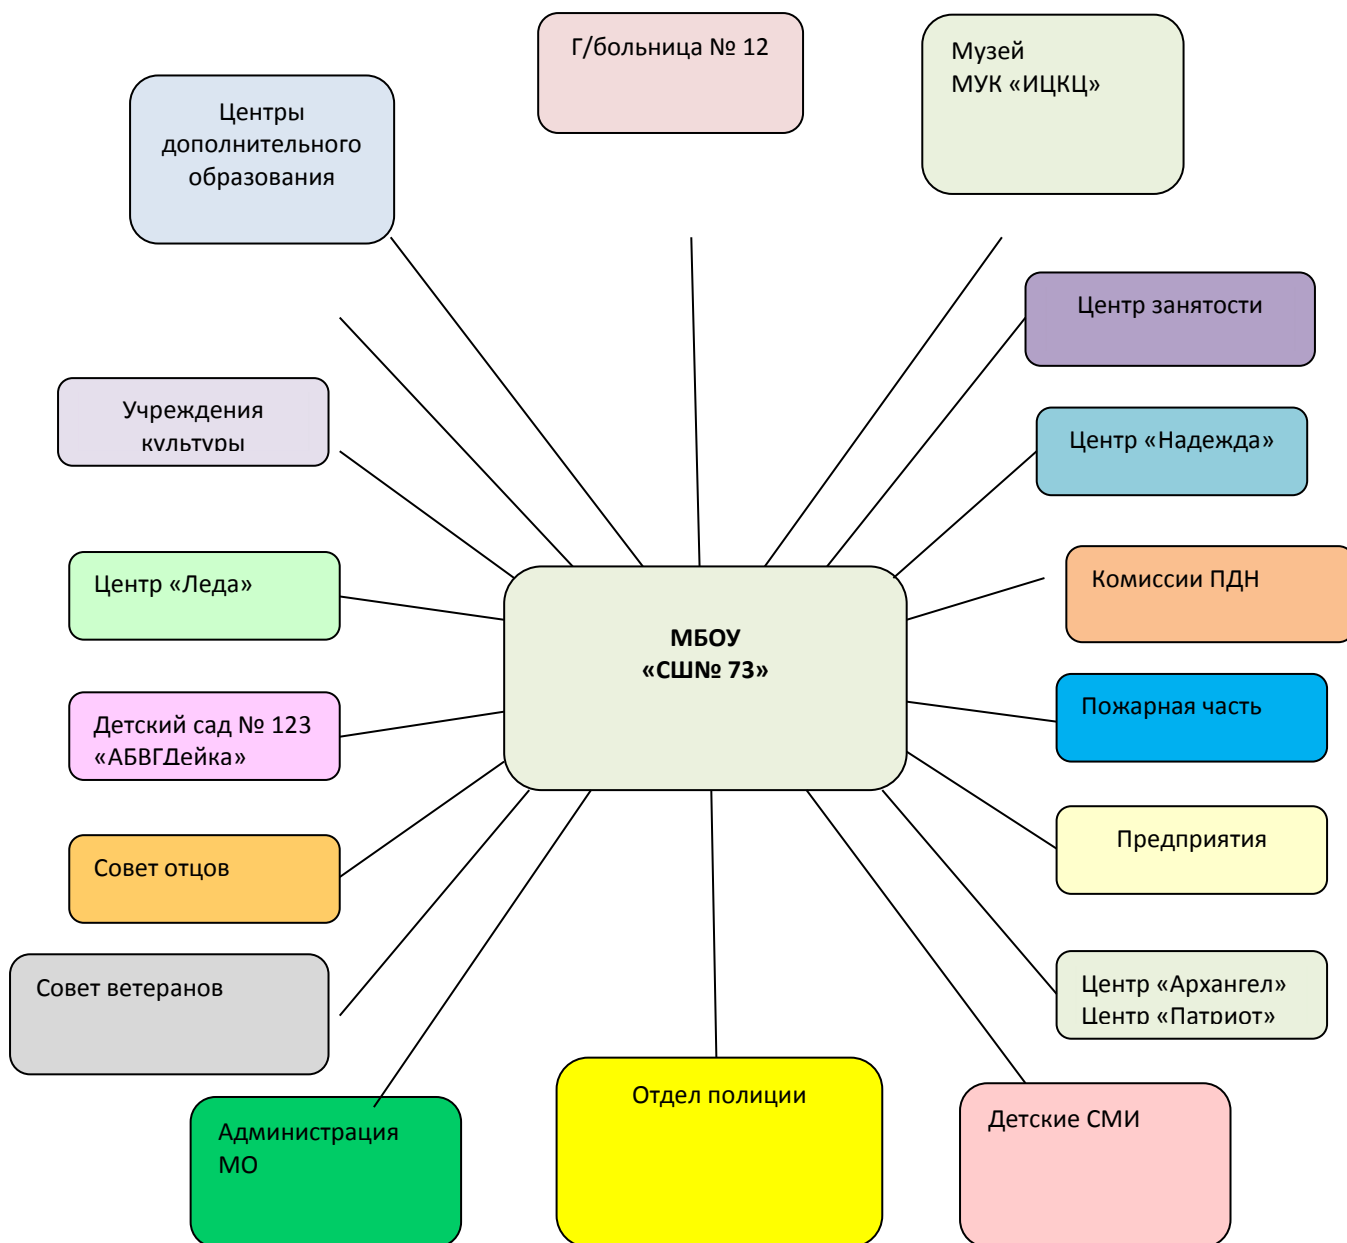 Г/больница № 12
Музей
МУК «ИЦКЦ»
Центры
дополнительного
образования
Центр занятости
Учреждения
культуры
Центр «Надежда»
Центр «Леда»
Комиссии ПДН
МБОУ
«СШ№ 73»
Детский сад № 123
«АБВГДейка»
Пожарная часть
Совет отцов
Предприятия
Совет ветеранов
Центр «Архангел»
Центр «Патриот»
Администрация
МО
Отдел полиции
Детские СМИ